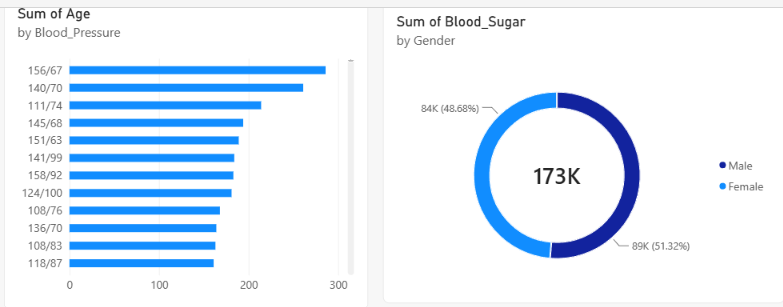 Sum of Age
by Blood_Pressure
156/67
140/70
111/74
145/68
151/63
141/99
158/92
124/100
108/76
136/70
108/83
118/87
0 100 200 300
Sum of Blood_Sugar
by Gender
84K (48.68%)
173K
89K (51.32%)
Male
Female